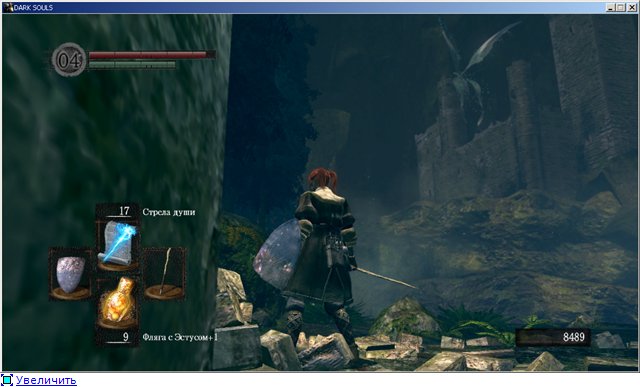 DARK SOULS
04
17 Стрела души
9 Фляга с Эстусом+1
8489
Увеличить